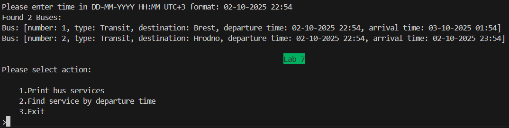 Please enter time in DD-MM-YYYY HH:MM UTC+3 format: 02-10-2025 22:54
Found 2 Buses:
Bus: [number: 1, type: Transit, destination: Brest, departure time: 02-10-2025 22:54, arrival time: 03-10-2025 01:54]
Bus: [number: 2, type: Transit, destination: Hrodno, departure time: 02-10-2025 22:54, arrival time: 02-10-2025 23:54]
Lab 2
Please select action:
1.Print bus services
2.Find service by departure time
3.Exit
>